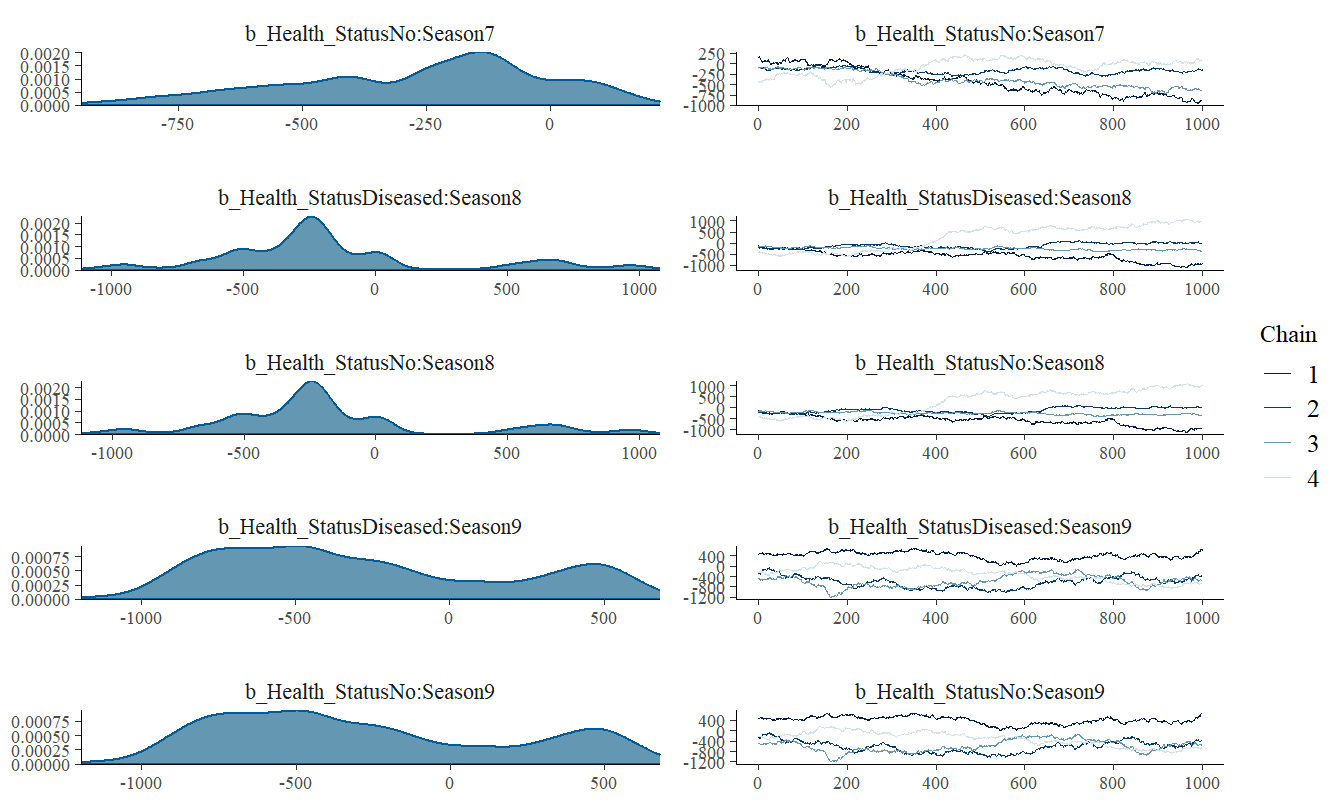 b_Health_StatusNo:Season7
0.0020
0.0015
0.0010
0.0005
0.0000
-750 -500 -250 0
b_Health_StatusNo:Season7
250
0
-250
-500
-750
-1000
0 200 400 600 800 1000
b_Health_StatusDiseased:Season8
0.0020
0.0015
0.0010
0.0005
0.0000
-1000 -500 0 500 1000
b_Health_StatusDiseased:Season8
1000
500
0
-500
-1000
0 200 400 600 800 1000
b_Health_StatusNo:Season8
0.0020
0.0015
0.0010
0.0005
0.0000
-1000 -500 0 500 1000
b_Health_StatusNo:Season8
1000
500
0
-500
-1000
0 200 400 600 800 1000
b_Health_StatusDiseased:Season9
0.00075
0.00050
0.00025
0.00000
-1000 -500 0 500
b_Health_StatusDiseased:Season9
400
0
-400
-800
-1200
0 200 400 600 800 1000
b_Health_StatusNo:Season9
0.00075
0.00050
0.00025
0.00000
-1000 -500 0 500
b_Health_StatusNo:Season9
400
0
-400
-800
-1200
0 200 400 600 800 1000
Chain
1
2
3
4